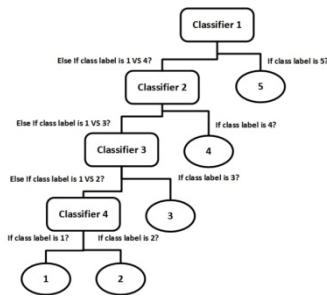 Classifier 1
Else If class label is 1 VS 4?
If class label is 5?
Classifier 2
5
Else If class label is 1 VS 3?
If class label is 4?
Classifier 3
4
Else If class label is 1 VS 2?
If class label is 3?
Classifier 4
3
If class label is 1?
If class label is 2?
1
2